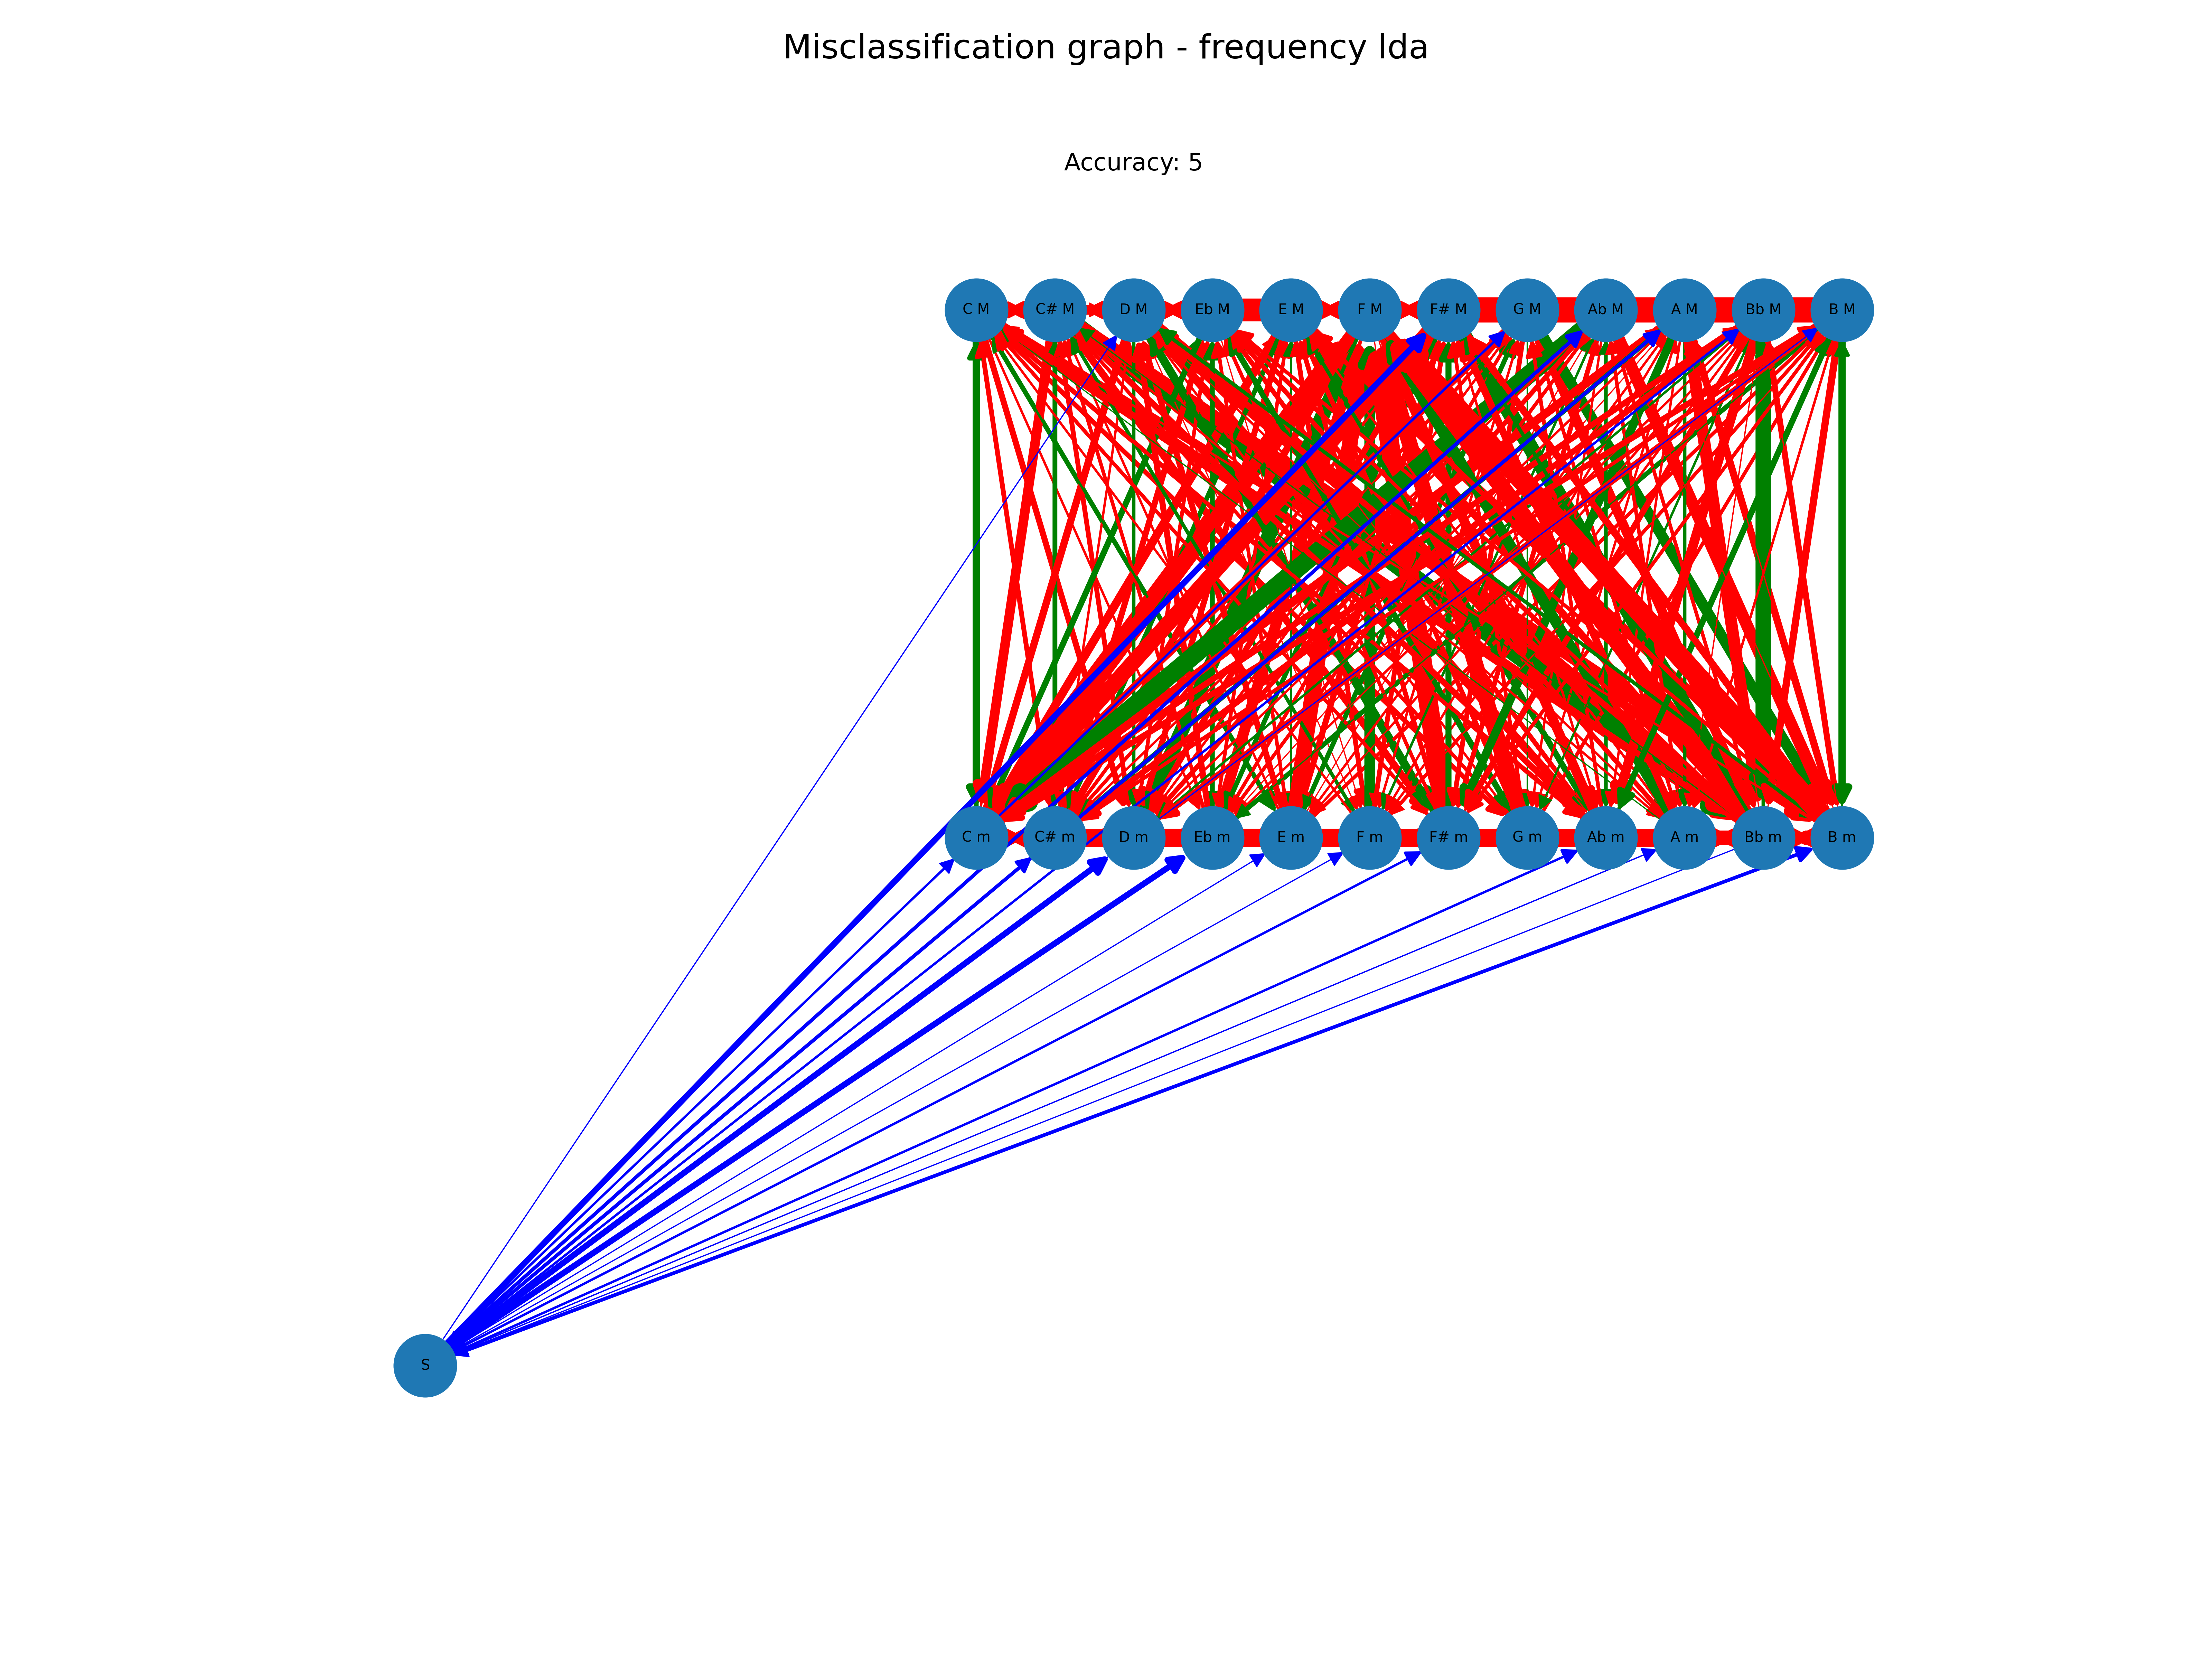 Misclassification graph - frequency lda
Accuracy: 5
C M C# M D M Eb M E M F M F# M G M Ab M A M Bb M B M
C m C# m D m Eb m E m F m F# m G m Ab m A m Bb m B m
S